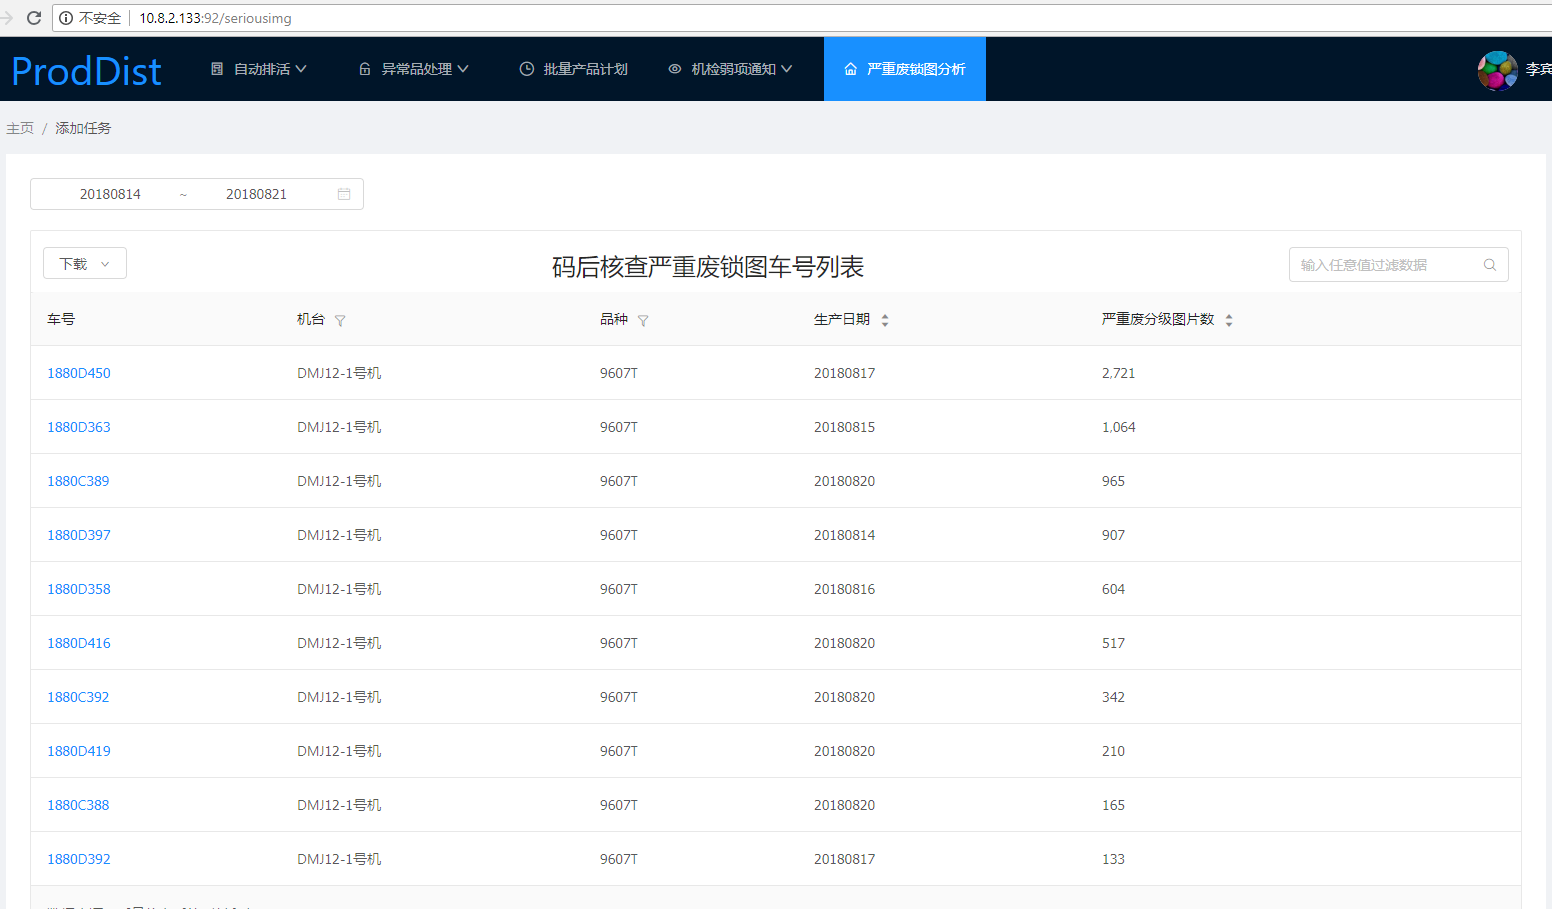 不安全 10.8.2.133:92/seriousimg
ProdDist 自动排活 异常品处理 批量产品计划 机检弱项通知 严重废锁图分析 李宾
主页 / 添加任务
20180814 ~ 20180821
下载 码后核查严重废锁图车号列表 输入任意值过滤数据
车号 机台 品种 生产日期 严重废分级图片数
1880D450 DMJ12-1号机 9607T 20180817 2,721
1880D363 DMJ12-1号机 9607T 20180815 1,064
1880C389 DMJ12-1号机 9607T 20180820 965
1880D397 DMJ12-1号机 9607T 20180814 907
1880D358 DMJ12-1号机 9607T 20180816 604
1880D416 DMJ12-1号机 9607T 20180820 517
1880C392 DMJ12-1号机 9607T 20180820 342
1880D419 DMJ12-1号机 9607T 20180820 210
1880C388 DMJ12-1号机 9607T 20180820 165
1880D392 DMJ12-1号机 9607T 20180817 133